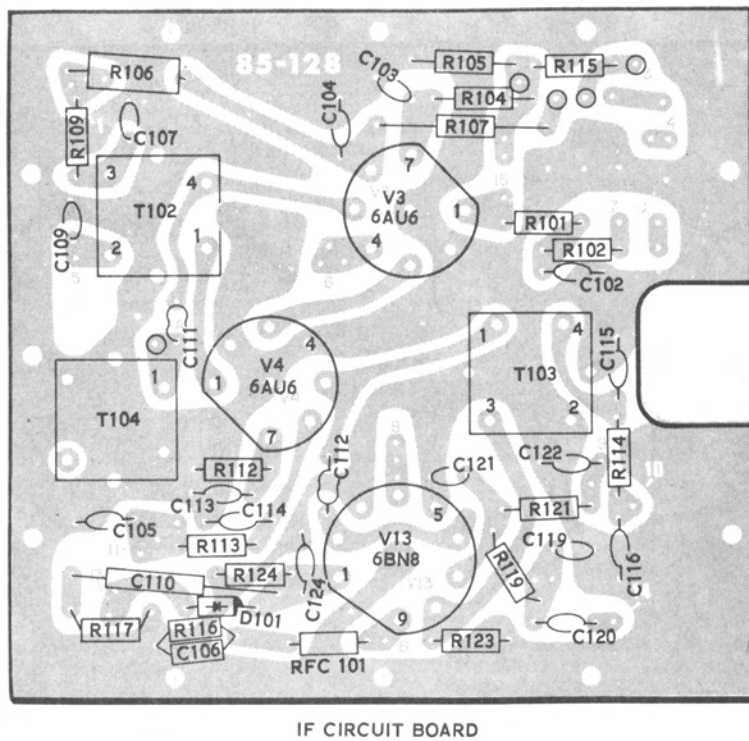 85-128
R106
C103
R105
R115
C104
R104
R109
C107
R107
3
4
T102
2
1
C109
7
V3
6AU6
1
4
R101
R102
C102
C111
1
T104
4
V4
6AU6
1
7
1
4
T103
3
2
C115
R112
C112
C121
C122
R114
C113
C114
C105
5
V13
6BN8
1
9
R121
R113
C119
C116
C110
R124
C124
R119
D101
R117
R116
C106
RFC 101
R123
C120
IF CIRCUIT BOARD